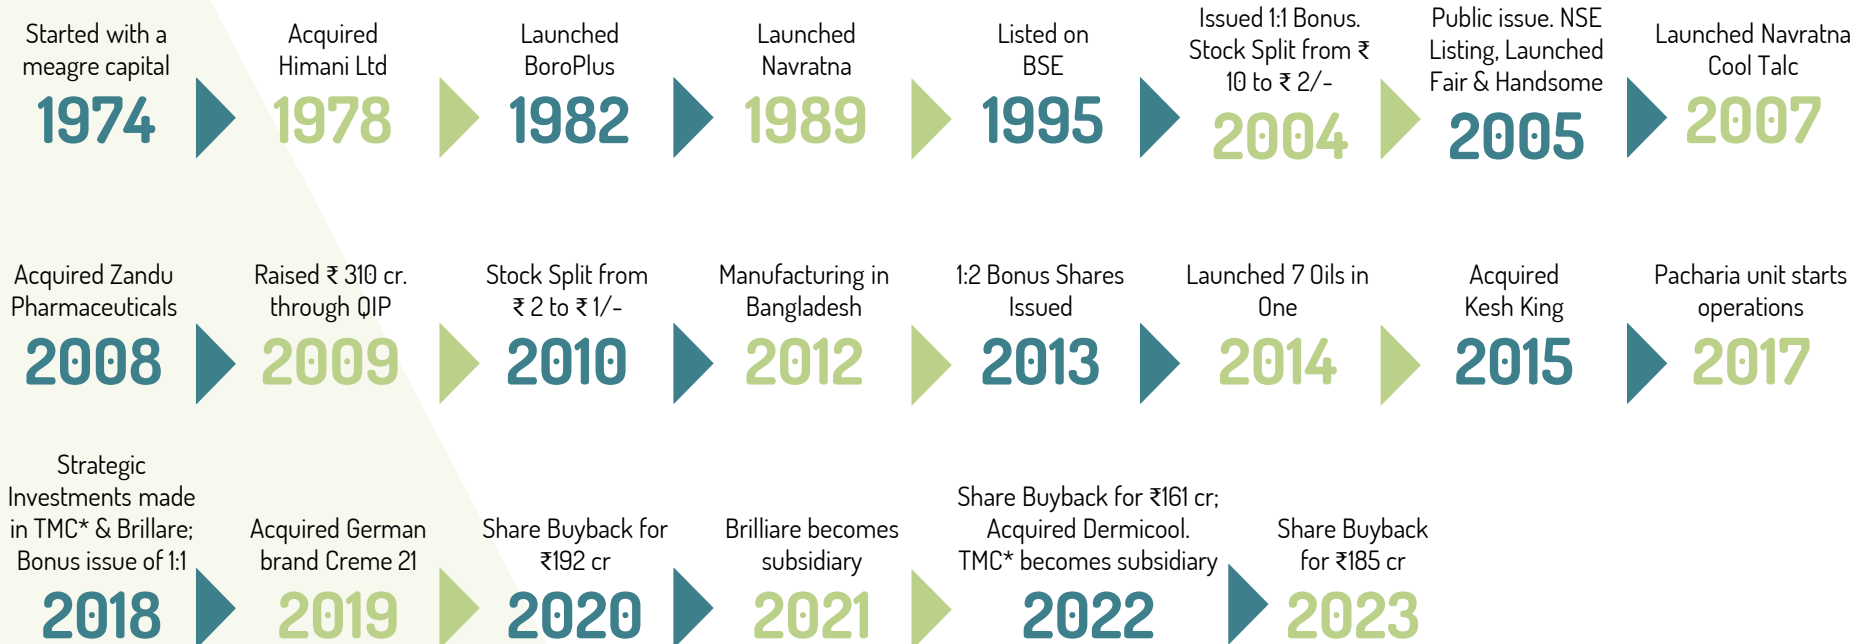 Started with a
meagre capital
1974
Acquired
Himani Ltd
1978
Launched
BoroPlus
1982
Launched
Navratna
1989
Listed on
BSE
1995
Issued 1:1 Bonus.
Stock Split from ₹
10 to ₹ 2/-
2004
Public issue. NSE
Listing, Launched
Fair & Handsome
2005
Launched Navratna
Cool Talc
2007
Acquired Zandu
Pharmaceuticals
2008
Raised ₹ 310 cr.
through QIP
2009
Stock Split from
₹ 2 to ₹ 1/-
2010
Manufacturing in
Bangladesh
2012
1:2 Bonus Shares
Issued
2013
Launched 7 Oils in
One
2014
Acquired
Kesh King
2015
Pacharia unit starts
operations
2017
Strategic
Investments made
in TMC* & Brillare;
Bonus issue of 1:1
2018
Acquired German
brand Creme 21
2019
Share Buyback for
₹192 cr
2020
Brilliare becomes
subsidiary
2021
Share Buyback for ₹161 cr;
Acquired Dermicool.
TMC* becomes subsidiary
2022
Share Buyback
for ₹185 cr
2023